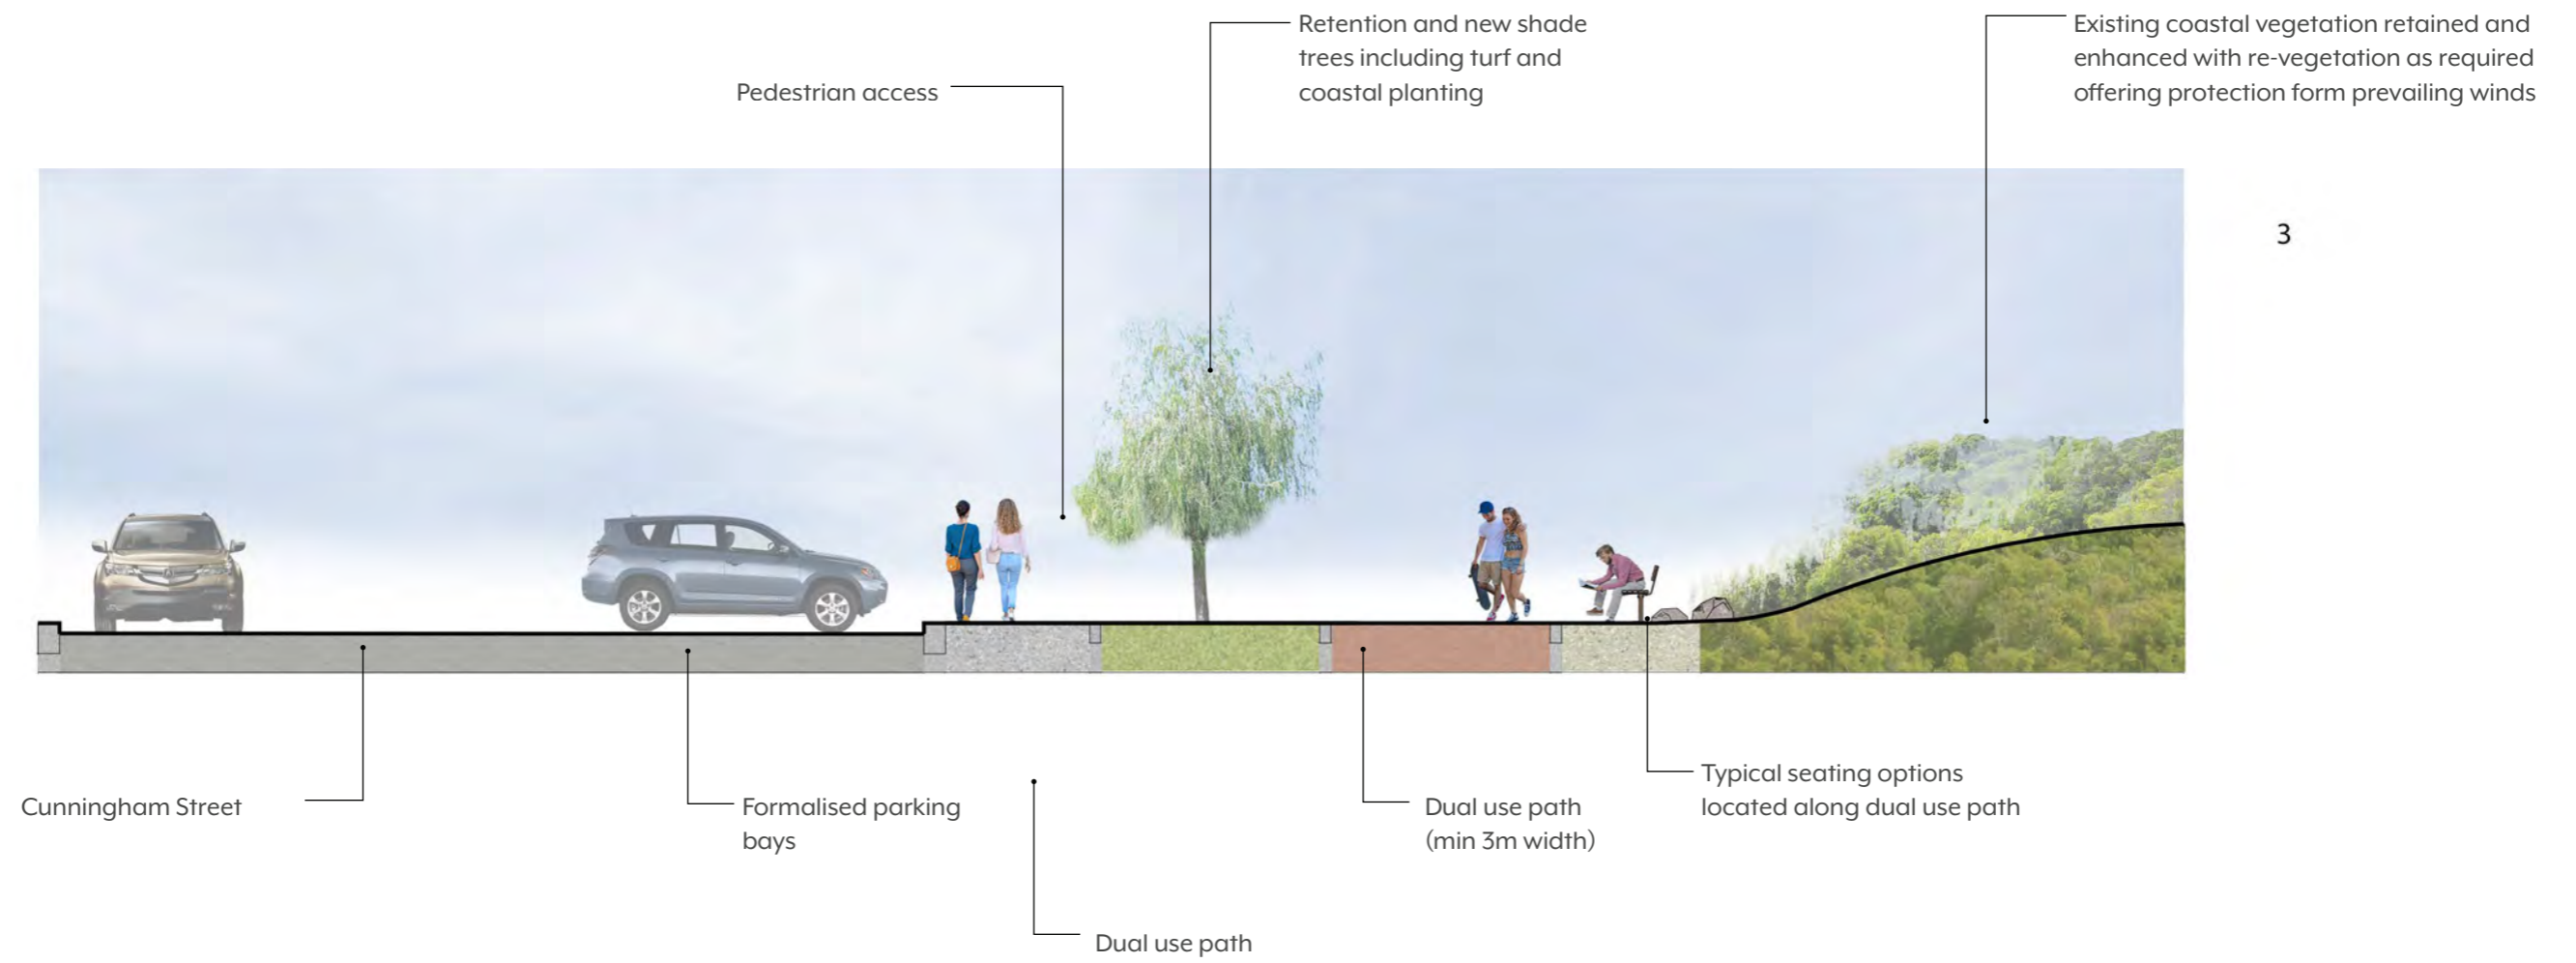 Retention and new shade
trees including turf and
coastal planting
Existing coastal vegetation retained and
enhanced with re-vegetation as required
offering protection form prevailing winds
Pedestrian access
3
Cunningham Street
Formalised parking
bays
Dual use path
(min 3m width)
Typical seating options
located along dual use path
Dual use path